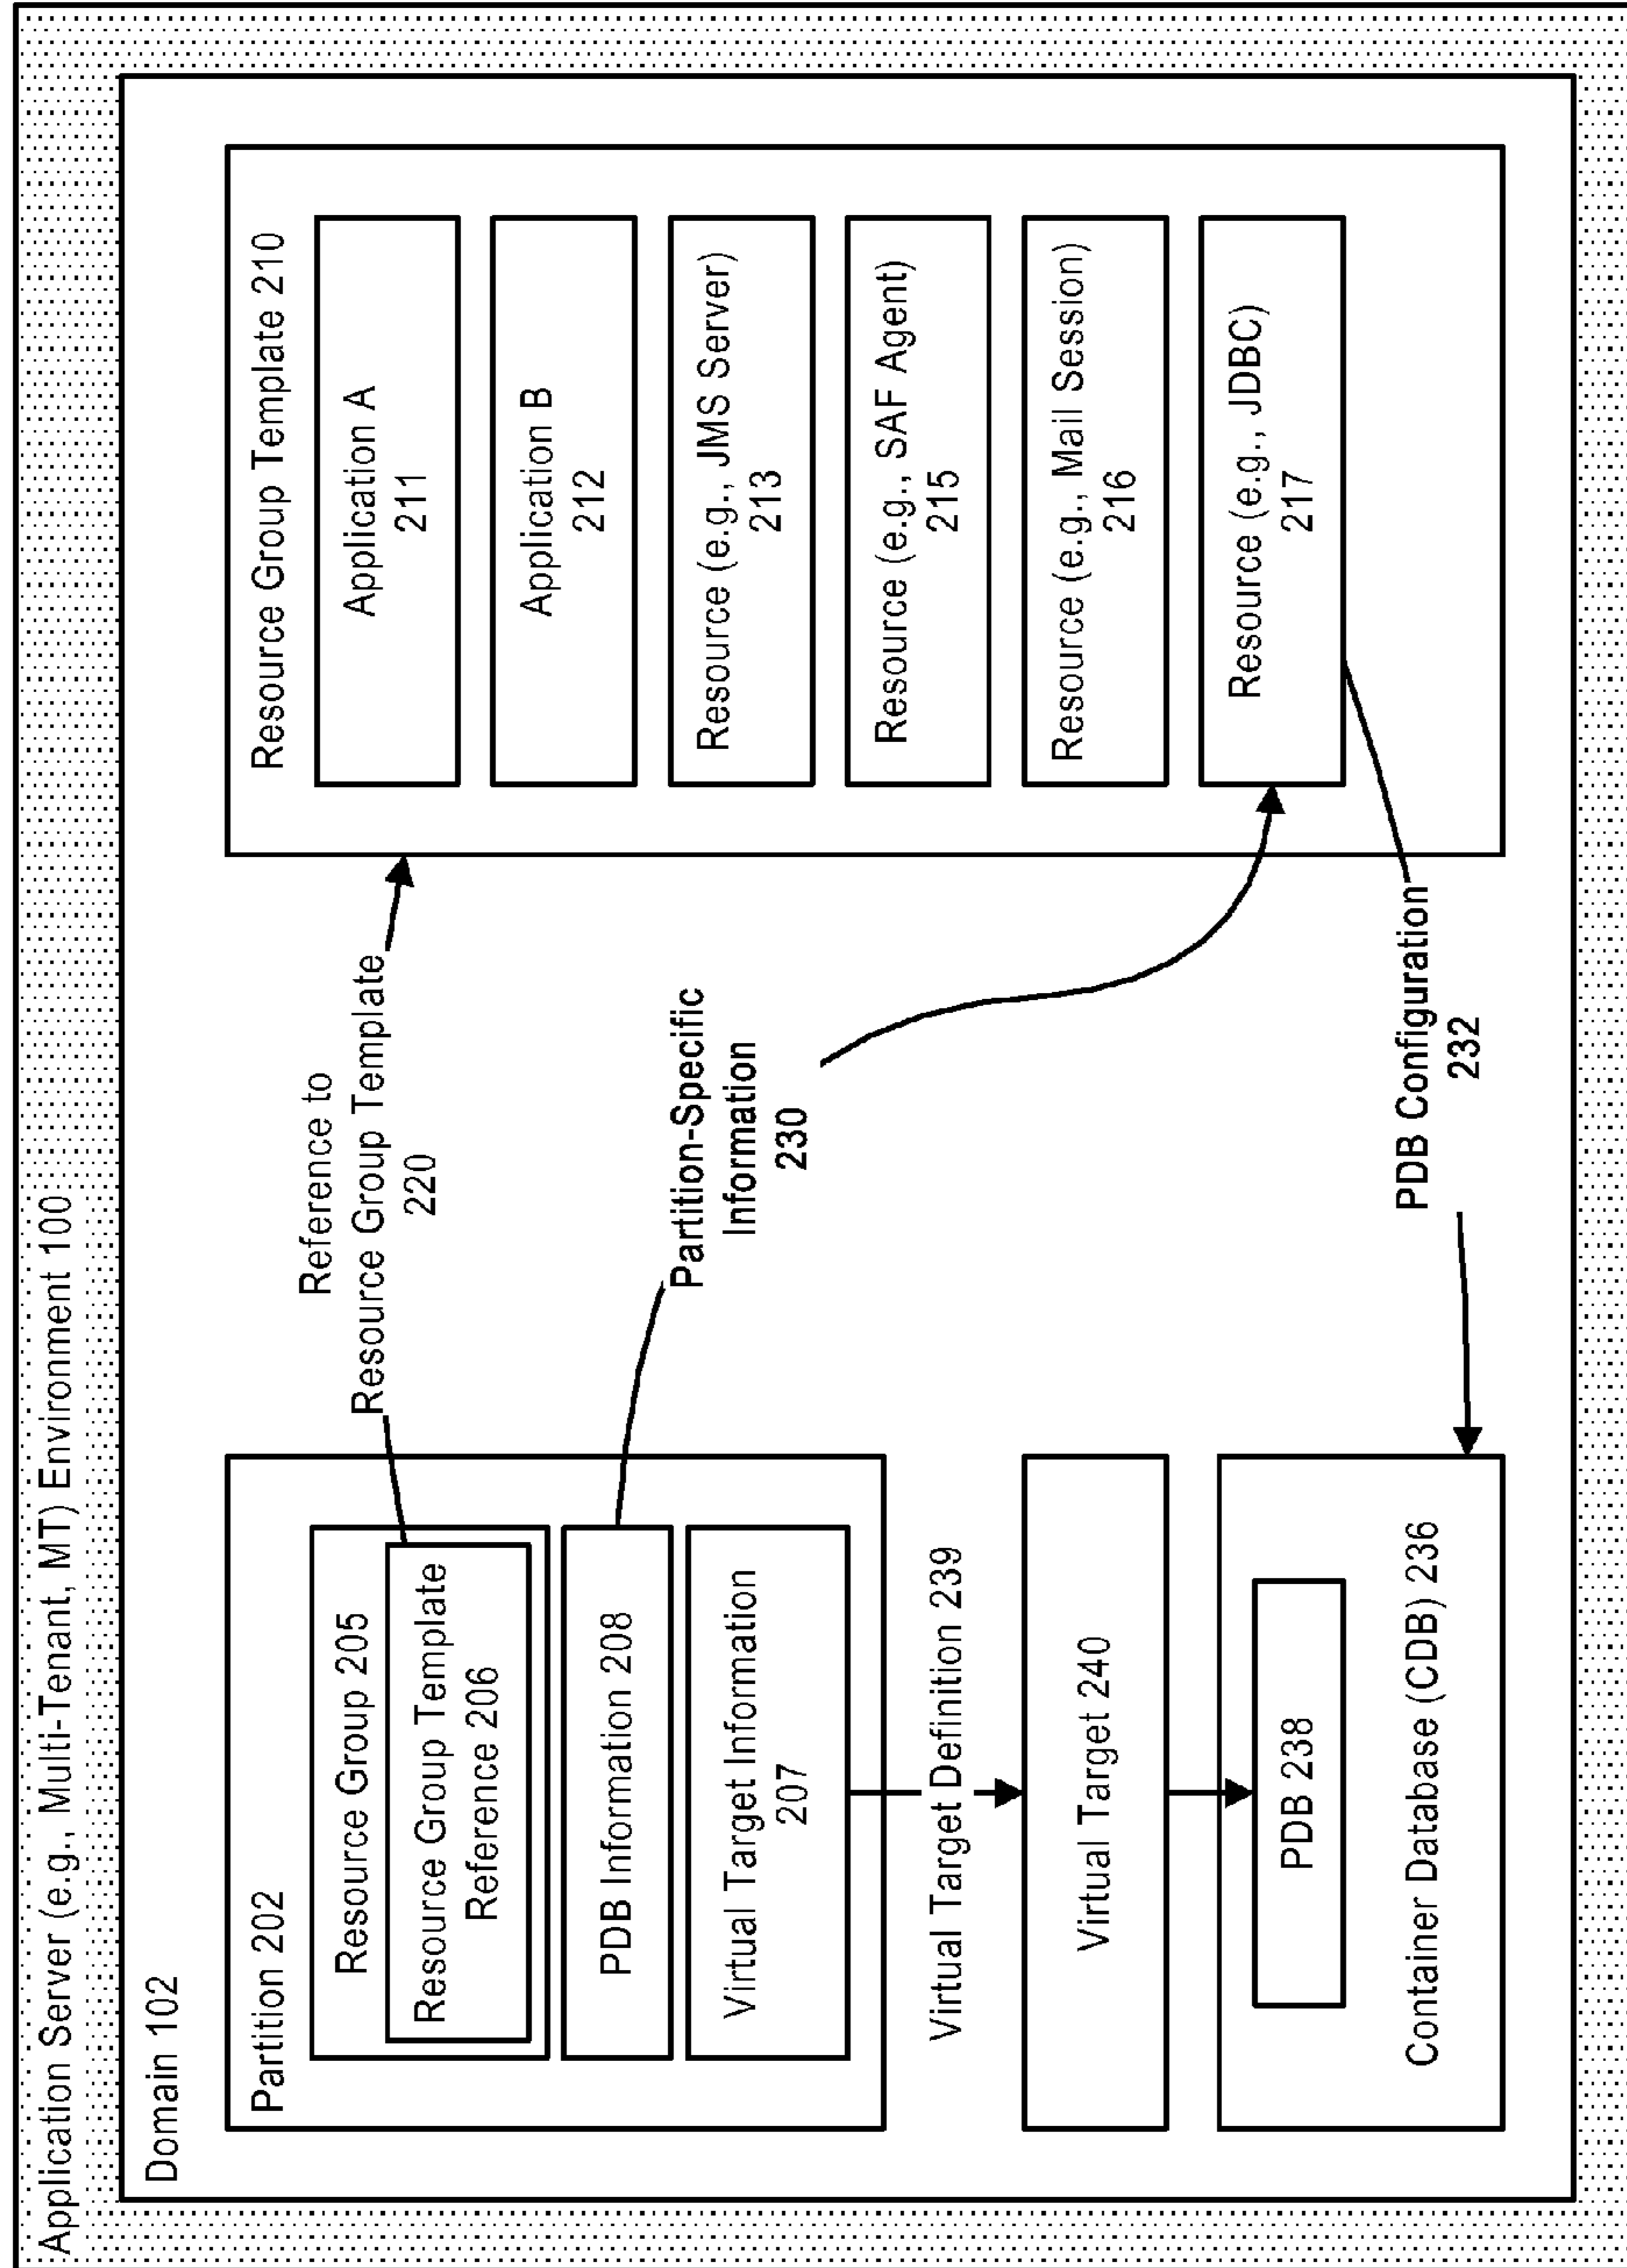 Application Server (e.g., Multi-Tenant, MT) Environment 100
Domain 102
Partition 202
Resource Group 205
Resource Group Template
Reference 206
PDB Information 208
Virtual Target Information
207
Virtual Target Definition 239
Virtual Target 240
PDB 238
Container Database (CDB) 236
Reference to
Resource Group Template
220
Partition-Specific
Information
230
PDB Configuration
232
Resource Group Template 210
Application A
211
Application B
212
Resource (e.g., JMS Server)
213
Resource (e.g., SAF Agent)
215
Resource (e.g., Mail Session)
216
Resource (e.g., JDBC)
217